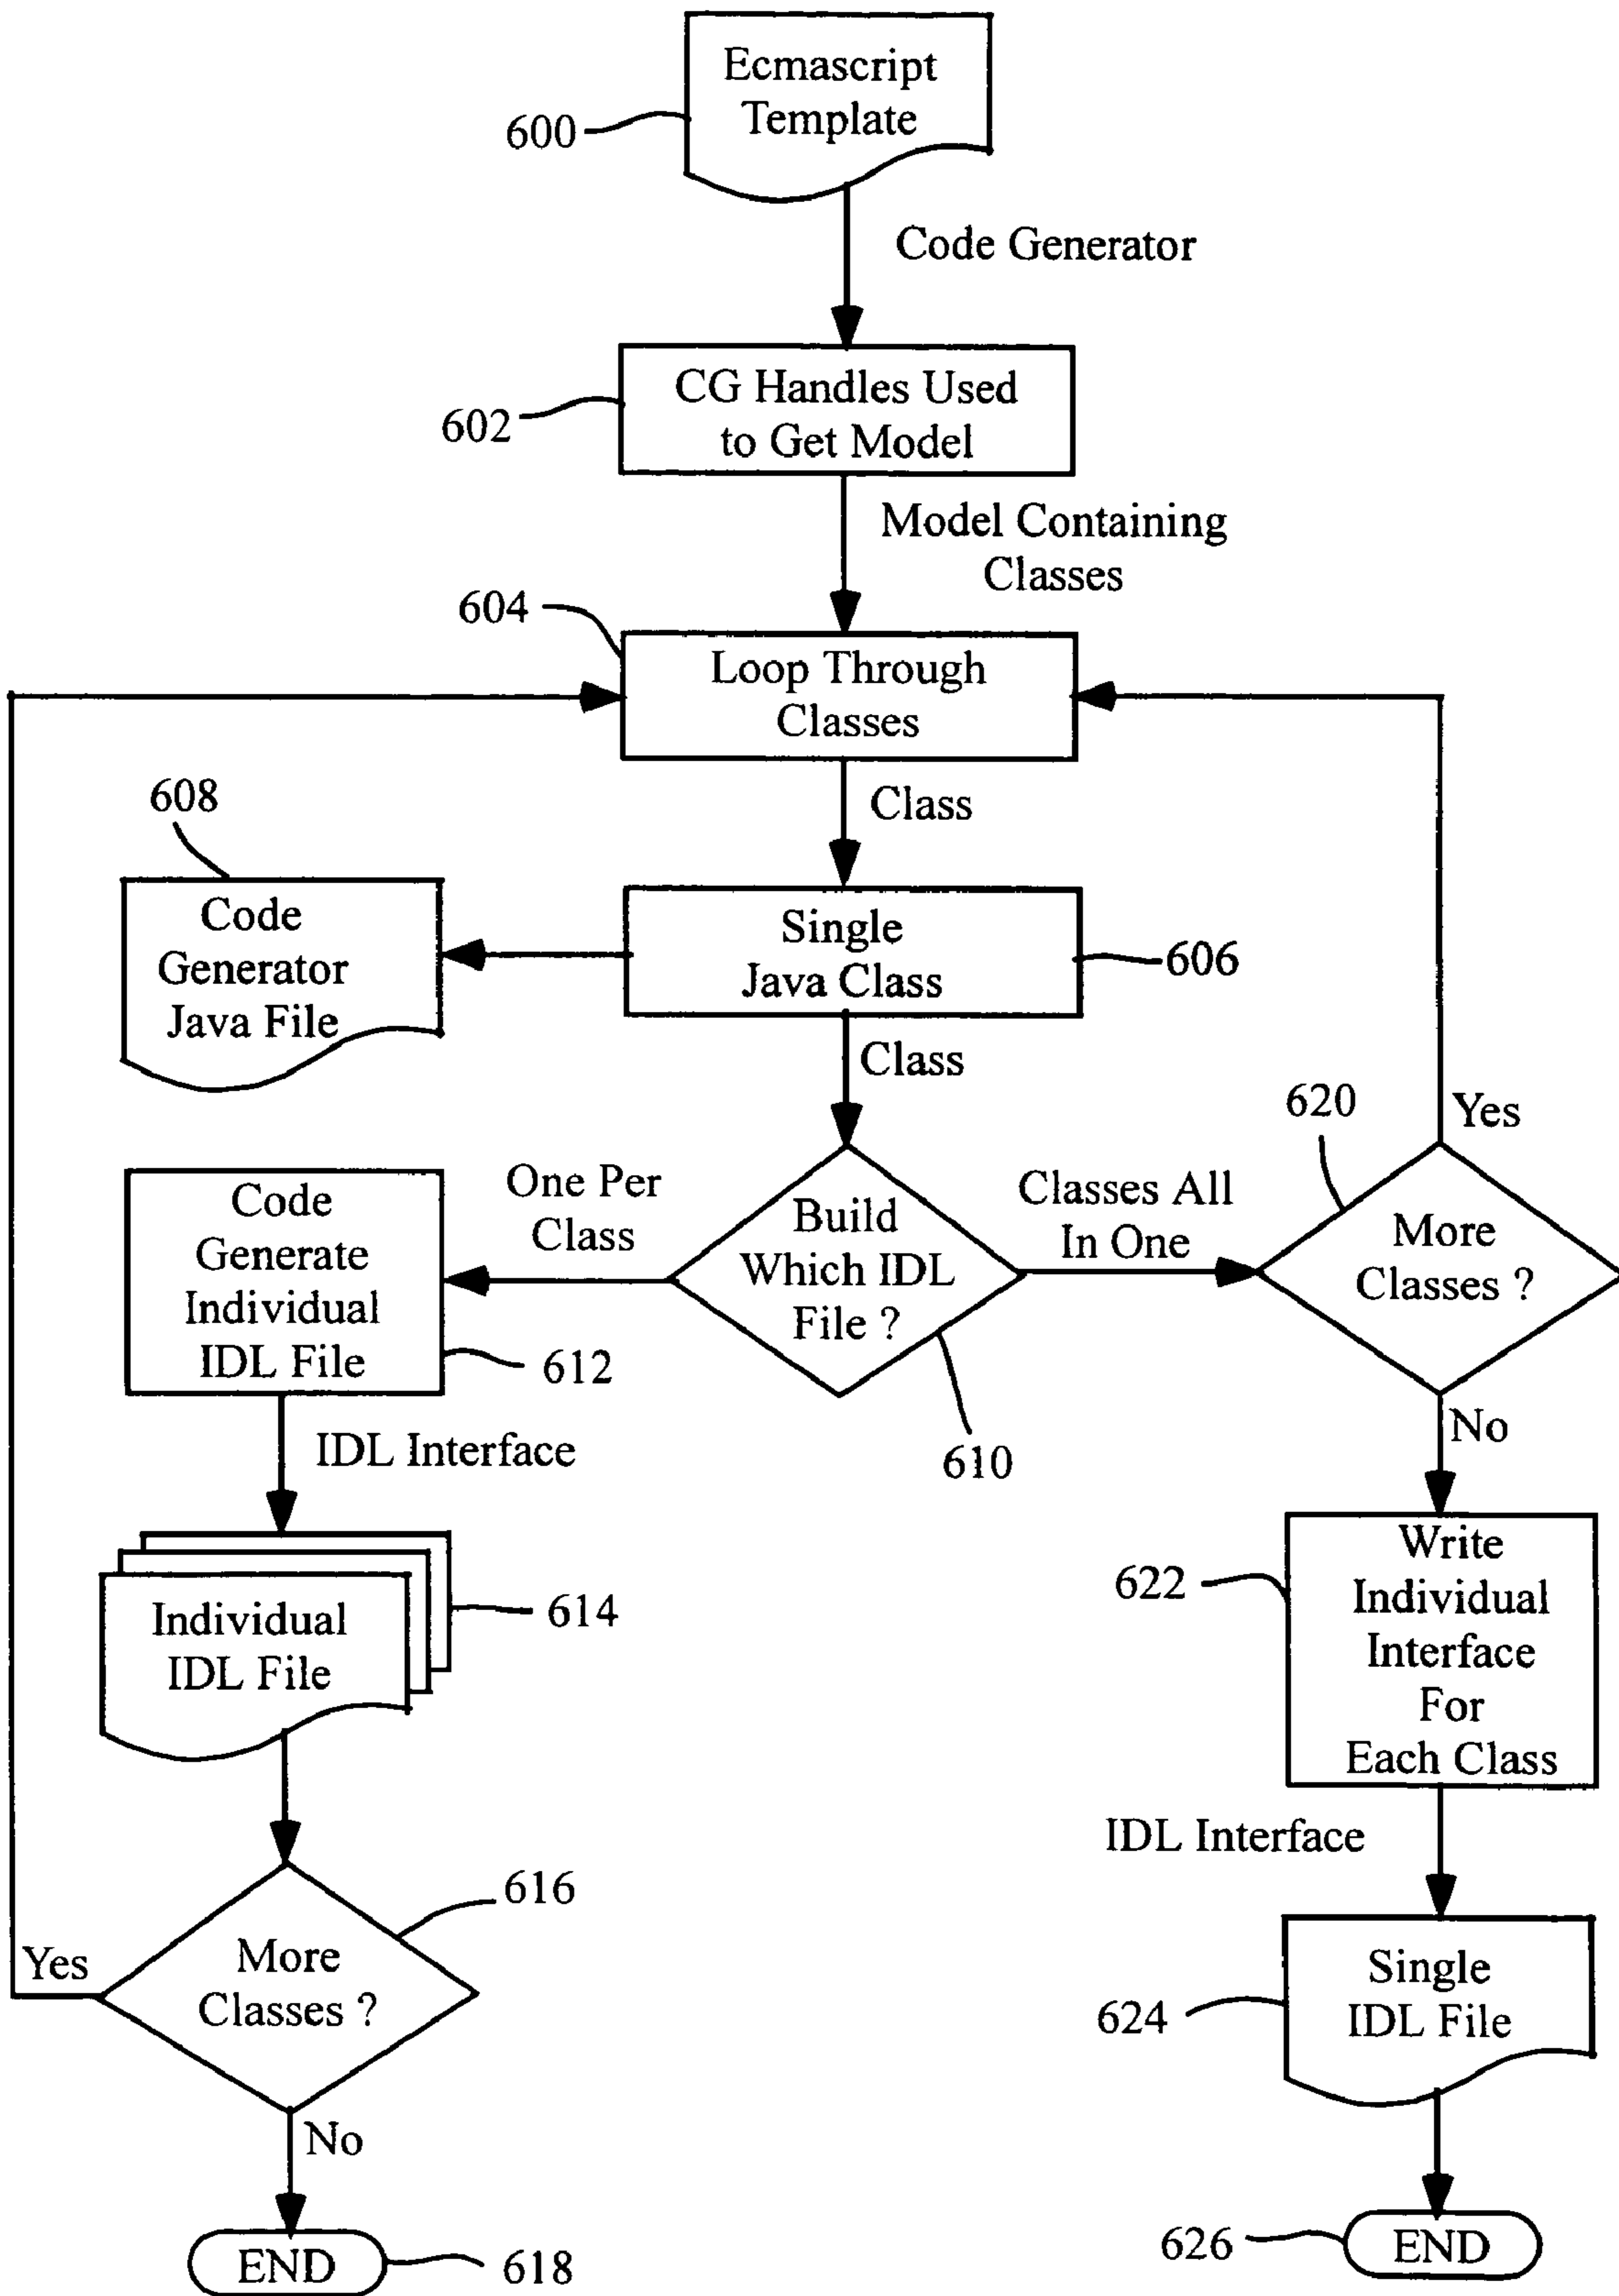 Ecmascript
Template
600
Code Generator
CG Handles Used
to Get Model
602
Model Containing
Classes
604
Loop Through
Classes
608
Class
Code
Generator
Java File
Single
Java Class
606
Class
620
Yes
Code
Generate
Individual
IDL File
One Per
Class
Build
Which IDL
File ?
Classes All
In One
More
Classes ?
612
610
No
IDL Interface
Individual
IDL File
614
622
Write
Individual
Interface
For
Each Class
IDL Interface
616
Yes
More
Classes ?
Single
IDL File
624
No
END
618
626
END